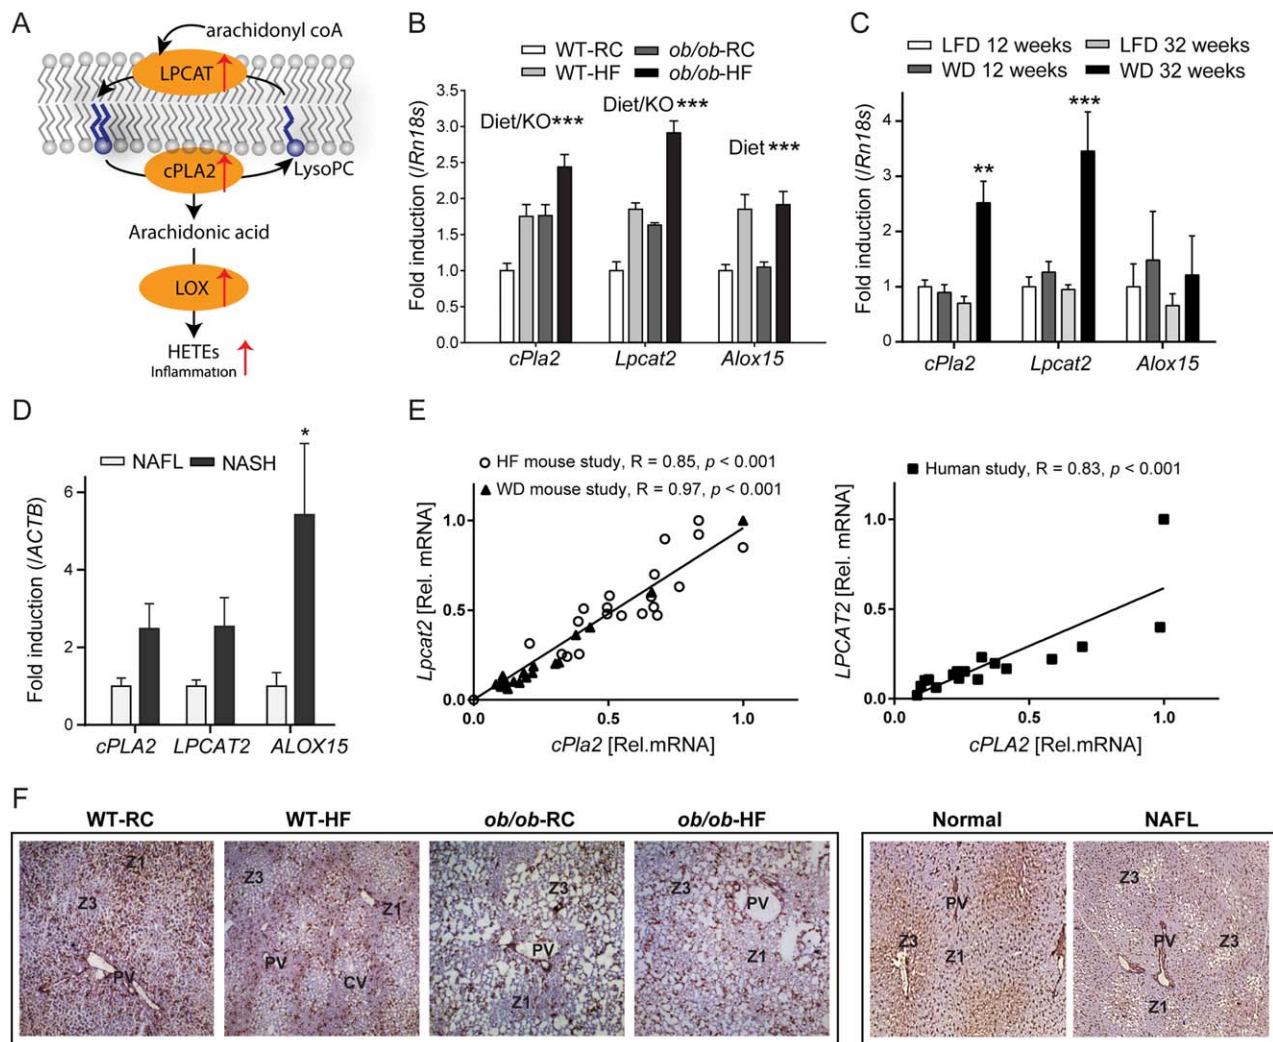 A
arachidonyl coA
LPCAT
cPLA2
LysoPC
Arachidonic acid
LOX
HETEs
Inflammation
B
WT-RC ob/ob-RC
WT-HF ob/ob-HF
Fold induction (/Rn18s)
3.5
3.0
2.5
2.0
1.5
1.0
0.5
0.0
Diet/KO ***
Diet/KO ***
Diet ***
cPla2 Lpcat2 Alox15
C
LFD 12 weeks LFD 32 weeks
WD 12 weeks WD 32 weeks
Fold induction (/Rn18s)
4
2
1
0
**
***
cPla2 Lpcat2 Alox15
D
NAFL NASH
Fold induction (/ACTB)
6
4
2
0
*
cPLA2 LPCAT2 ALOX15
E
HF mouse study, R = 0.85, p < 0.001
WD mouse study, R = 0.97, p < 0.001
Lpcat2 [Rel. mRNA]
1.0
0.5
0.0
0.0 0.5 1.0
cPla2 [Rel.mRNA]
Human study, R = 0.83, p < 0.001
LPCAT2 [Rel. mRNA]
1.0
0.5
0.0
0.0 0.5 1.0
cPLA2 [Rel.mRNA]
F
WT-RC WT-HF ob/ob-RC ob/ob-HF Normal NAFL
Z1
Z3
PV
Z3
Z1
PV
CV
Z3
PV
Z1
Z3
PV
Z1
PV
Z3
Z1
Z3
PV
Z3
Z1